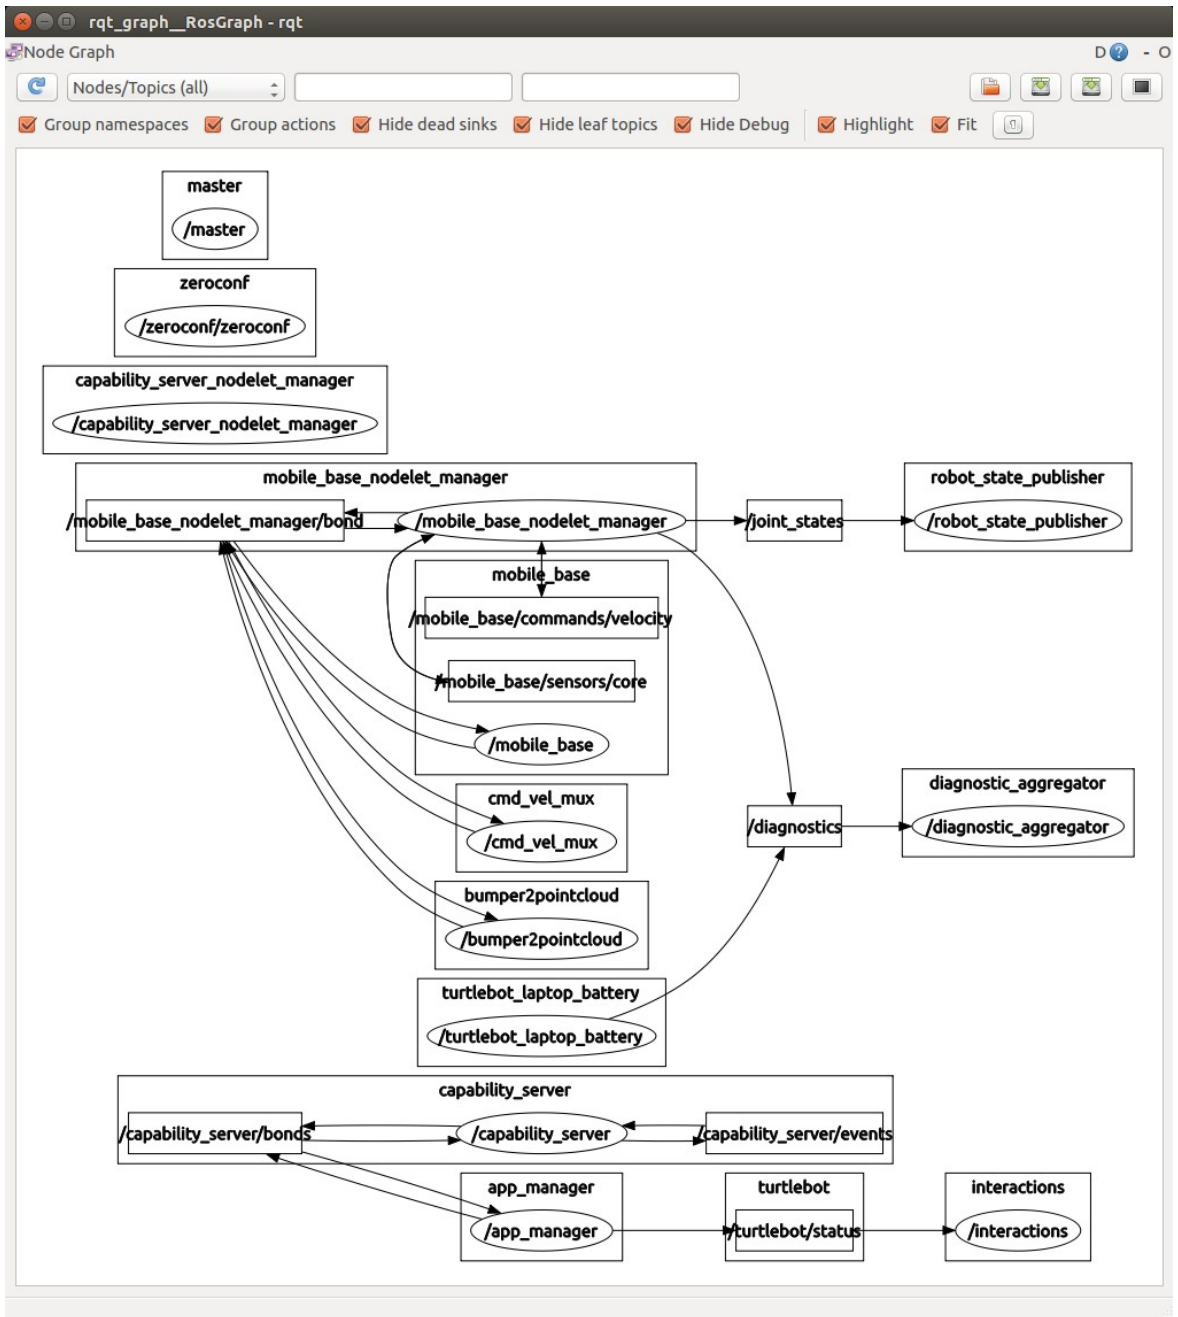 rqt_graph__RosGraph - rqt
Node Graph
D? - O
Nodes/Topics (all)
Group namespaces Group actions Hide dead sinks Hide leaf topics Hide Debug Highlight Fit
master
/master
zeroconf
/zeroconf/zeroconf
capability_server_nodelet_manager
/capability_server_nodelet_manager
mobile_base_nodelet_manager
robot_state_publisher
/mobile_base_nodelet_manager/bond
/mobile_base_nodelet_manager
/joint_states
/robot_state_publisher
mobile_base
/mobile_base/commands/velocity
/mobile_base/sensors/core
/mobile_base
cmd_vel_mux
/cmd_vel_mux
diagnostic_aggregator
/diagnostics
/diagnostic_aggregator
bumper2pointcloud
/bumper2pointcloud
turtlebot_laptop_battery
/turtlebot_laptop_battery
capability_server
/capability_server/bonds
/capability_server
/capability_server/events
app_manager
turtlebot
interactions
/app_manager
/turtlebot/status
/interactions